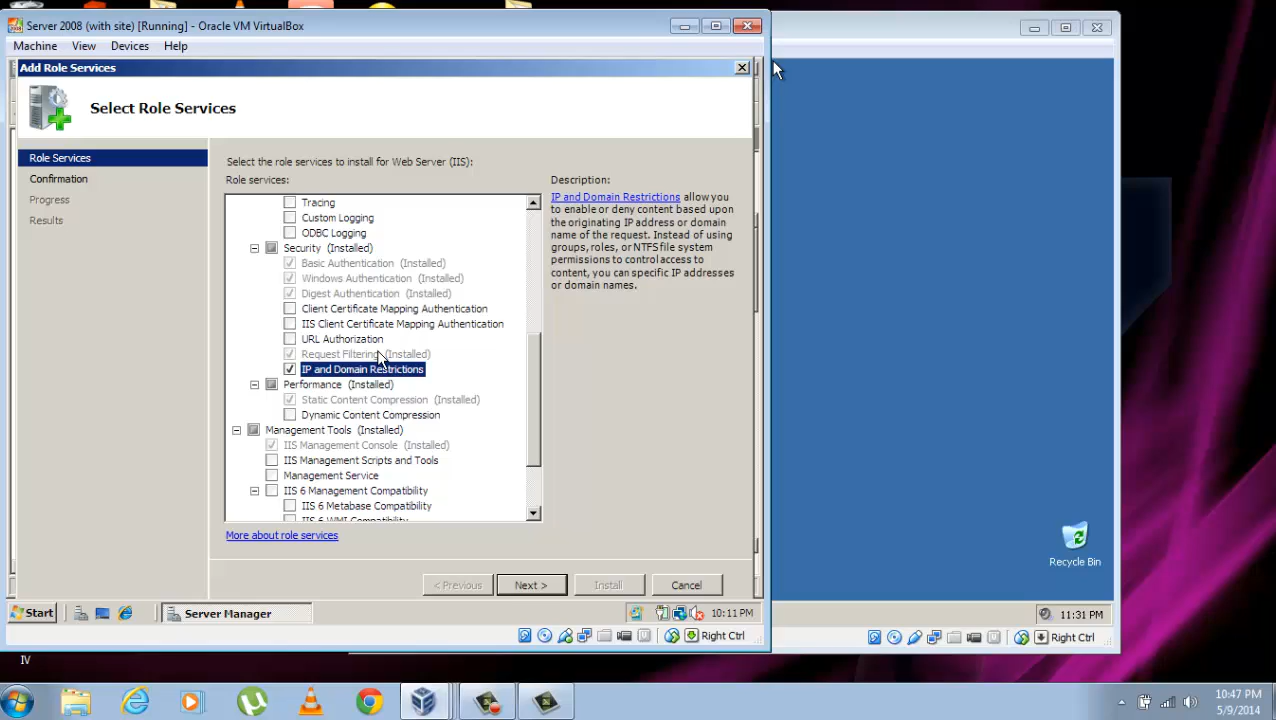 Server 2008 (with site) [Running] - Oracle VM VirtualBox
Machine View Devices Help
Add Role Services
Select Role Services
Role Services
Confirmation
Progress
Results
Select the role services to install for Web Server (IIS):
Role services:
Tracing
Custom Logging
ODBC Logging
Security (Installed)
Basic Authentication (Installed)
Windows Authentication (Installed)
Digest Authentication (Installed)
Client Certificate Mapping Authentication
IIS Client Certificate Mapping Authentication
URL Authorization
Request Filtering (Installed)
IP and Domain Restrictions
Performance (Installed)
Static Content Compression (Installed)
Dynamic Content Compression
Management Tools (Installed)
IIS Management Console (Installed)
IIS Management Scripts and Tools
Management Service
IIS 6 Management Compatibility
IIS 6 Metabase Compatibility
IIS 6 WMI Compatibility
More about role services
Description:
IP and Domain Restrictions allow you
to enable or deny content based upon
the originating IP address or domain
name of the request. Instead of using
groups, roles, or NTFS file system
permissions to control access to
content, you can specific IP addresses
or domain names.
< Previous
Next >
Install
Cancel
Start
Server Manager
10:11 PM
Right Ctrl
Recycle Bin
11:31 PM
Right Ctrl
IV
10:47 PM
5/9/2014